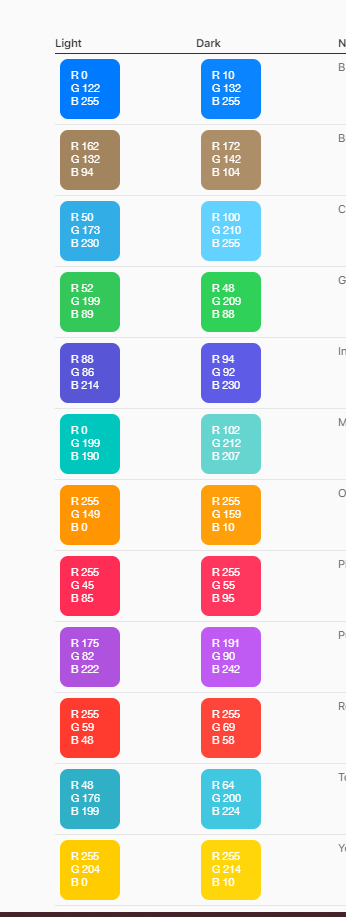 Light Dark N
R 0 R 10 B
G 122 G 132
B 255 B 255
R 162 R 172 B
G 132 G 142
B 94 B 104
R 50 R 100 C
G 173 G 210
B 230 B 255
R 52 R 48 G
G 199 G 209
B 89 B 88
R 88 R 94 In
G 86 G 92
B 214 B 230
R 0 R 102 M
G 199 G 212
B 190 B 207
R 255 R 255 O
G 149 G 159
B 0 B 10
R 255 R 255 Pi
G 45 G 55
B 85 B 95
R 175 R 191 Pu
G 82 G 90
B 222 B 242
R 255 R 255 Re
G 59 G 69
B 48 B 58
R 48 R 64 Te
G 176 G 200
B 199 B 224
R 255 R 255 Ye
G 204 G 214
B 0 B 10